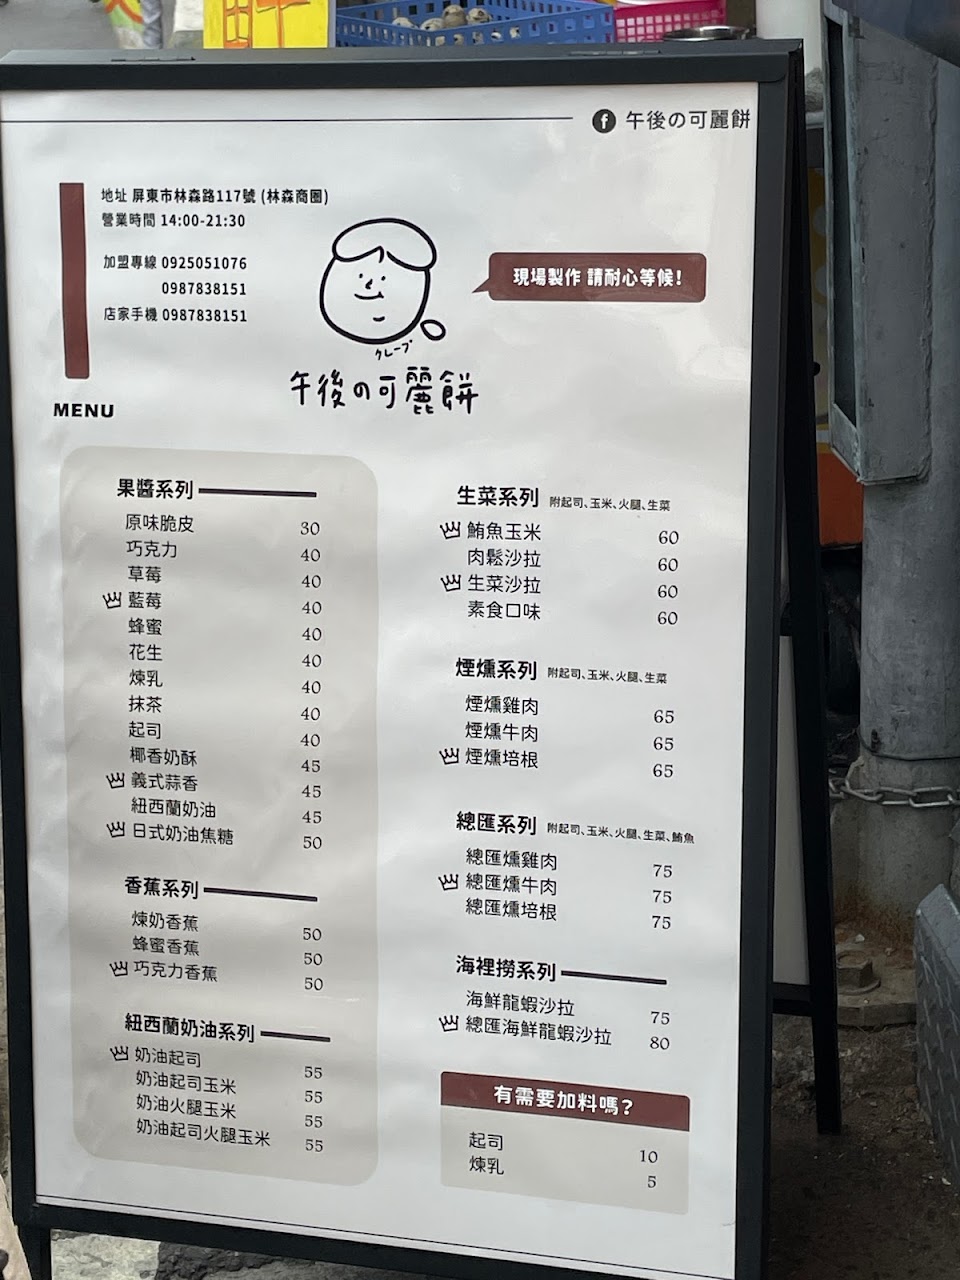 午後の可麗餅
地址 屏東市林森路117號 (林森商圈)
營業時間 14:00-21:30
加盟專線 0925051076
0987838151
店家手機 0987838151
現場製作 請耐心等候!
クレープ
午後の可麗餅
MENU
果醬系列
原味脆皮 30
巧克力 40
草莓 40
藍莓 40
蜂蜜 40
花生 40
煉乳 40
抹茶 40
起司 40
椰香奶酥 45
義式蒜香 45
紐西蘭奶油 45
日式奶油焦糖 50
香蕉系列
煉奶香蕉 50
蜂蜜香蕉 50
巧克力香蕉 50
紐西蘭奶油系列
奶油起司 55
奶油起司玉米 55
奶油火腿玉米 55
奶油起司火腿玉米 55
生菜系列 附起司、玉米、火腿、生菜
鮪魚玉米 60
肉鬆沙拉 60
生菜沙拉 60
素食口味 60
煙燻系列 附起司、玉米、火腿、生菜
煙燻雞肉 65
煙燻牛肉 65
煙燻培根 65
總匯系列 附起司、玉米、火腿、生菜、鮪魚
總匯燻雞肉 75
總匯燻牛肉 75
總匯燻培根 75
海裡撈系列
海鮮龍蝦沙拉 75
總匯海鮮龍蝦沙拉 80
有需要加料嗎?
起司 10
煉乳 5